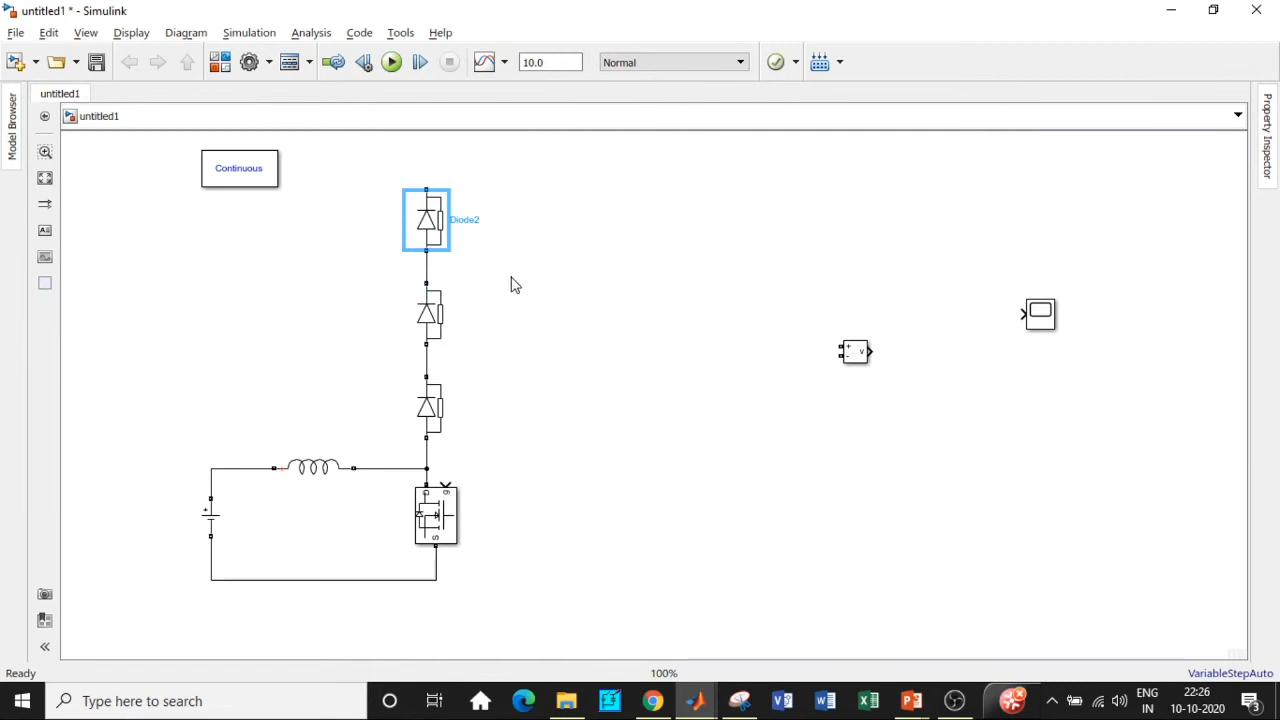 untitled1 * - Simulink
File Edit View Display Diagram Simulation Analysis Code Tools Help
10.0
Normal
untitled1
untitled1
Model Browser
Property Inspector
Continuous
Diode2
+ v
-
+
+
g
D
S
Ready
100%
VariableStepAuto
Type here to search
ENG
IN
22:26
10-10-2020
3